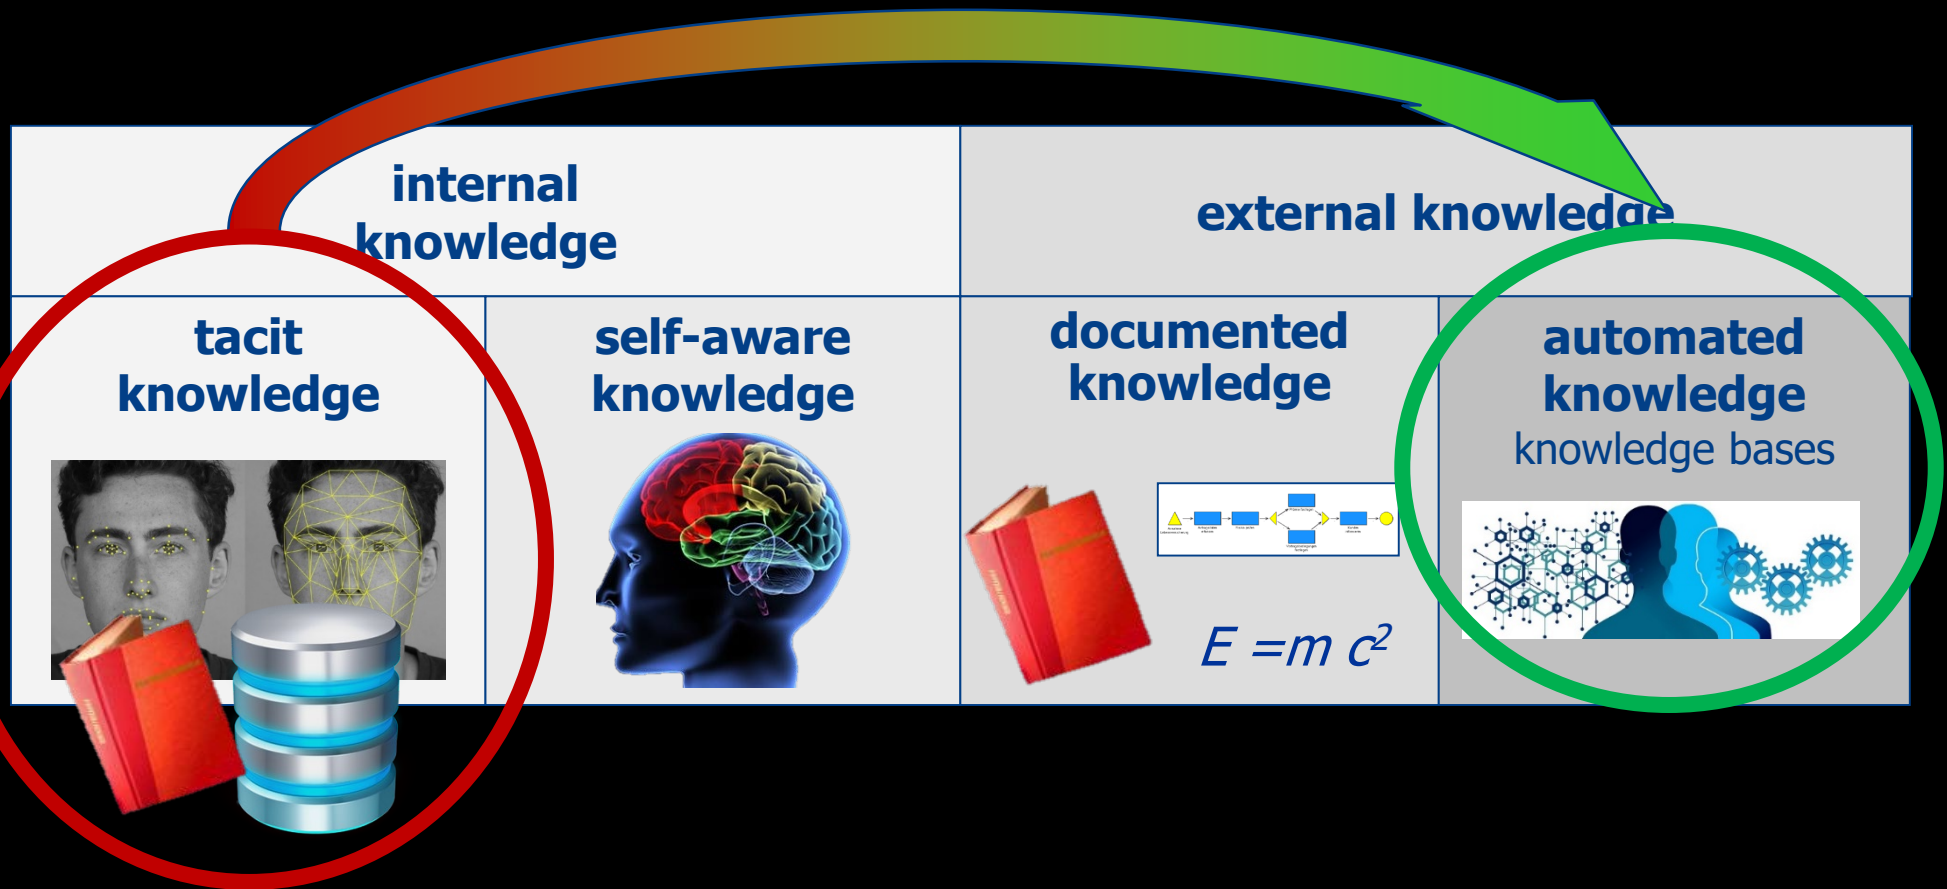 internal
knowledge
external knowledge
tacit
knowledge
self-aware
knowledge
documented
knowledge
automated
knowledge
knowledge bases
E =m c²